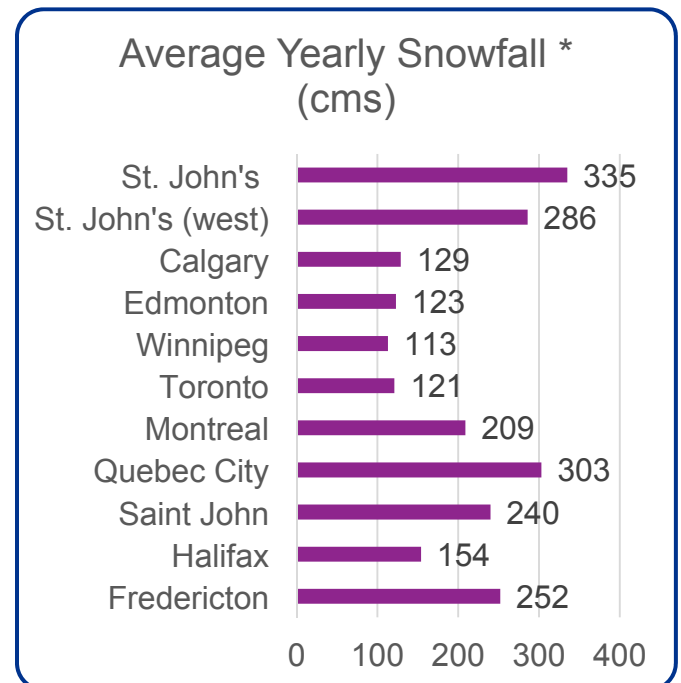 Average Yearly Snowfall *
(cms)
St. John's 335
St. John's (west) 286
Calgary 129
Edmonton 123
Winnipeg 113
Toronto 121
Montreal 209
Quebec City 303
Saint John 240
Halifax 154
Fredericton 252
0 100 200 300 400